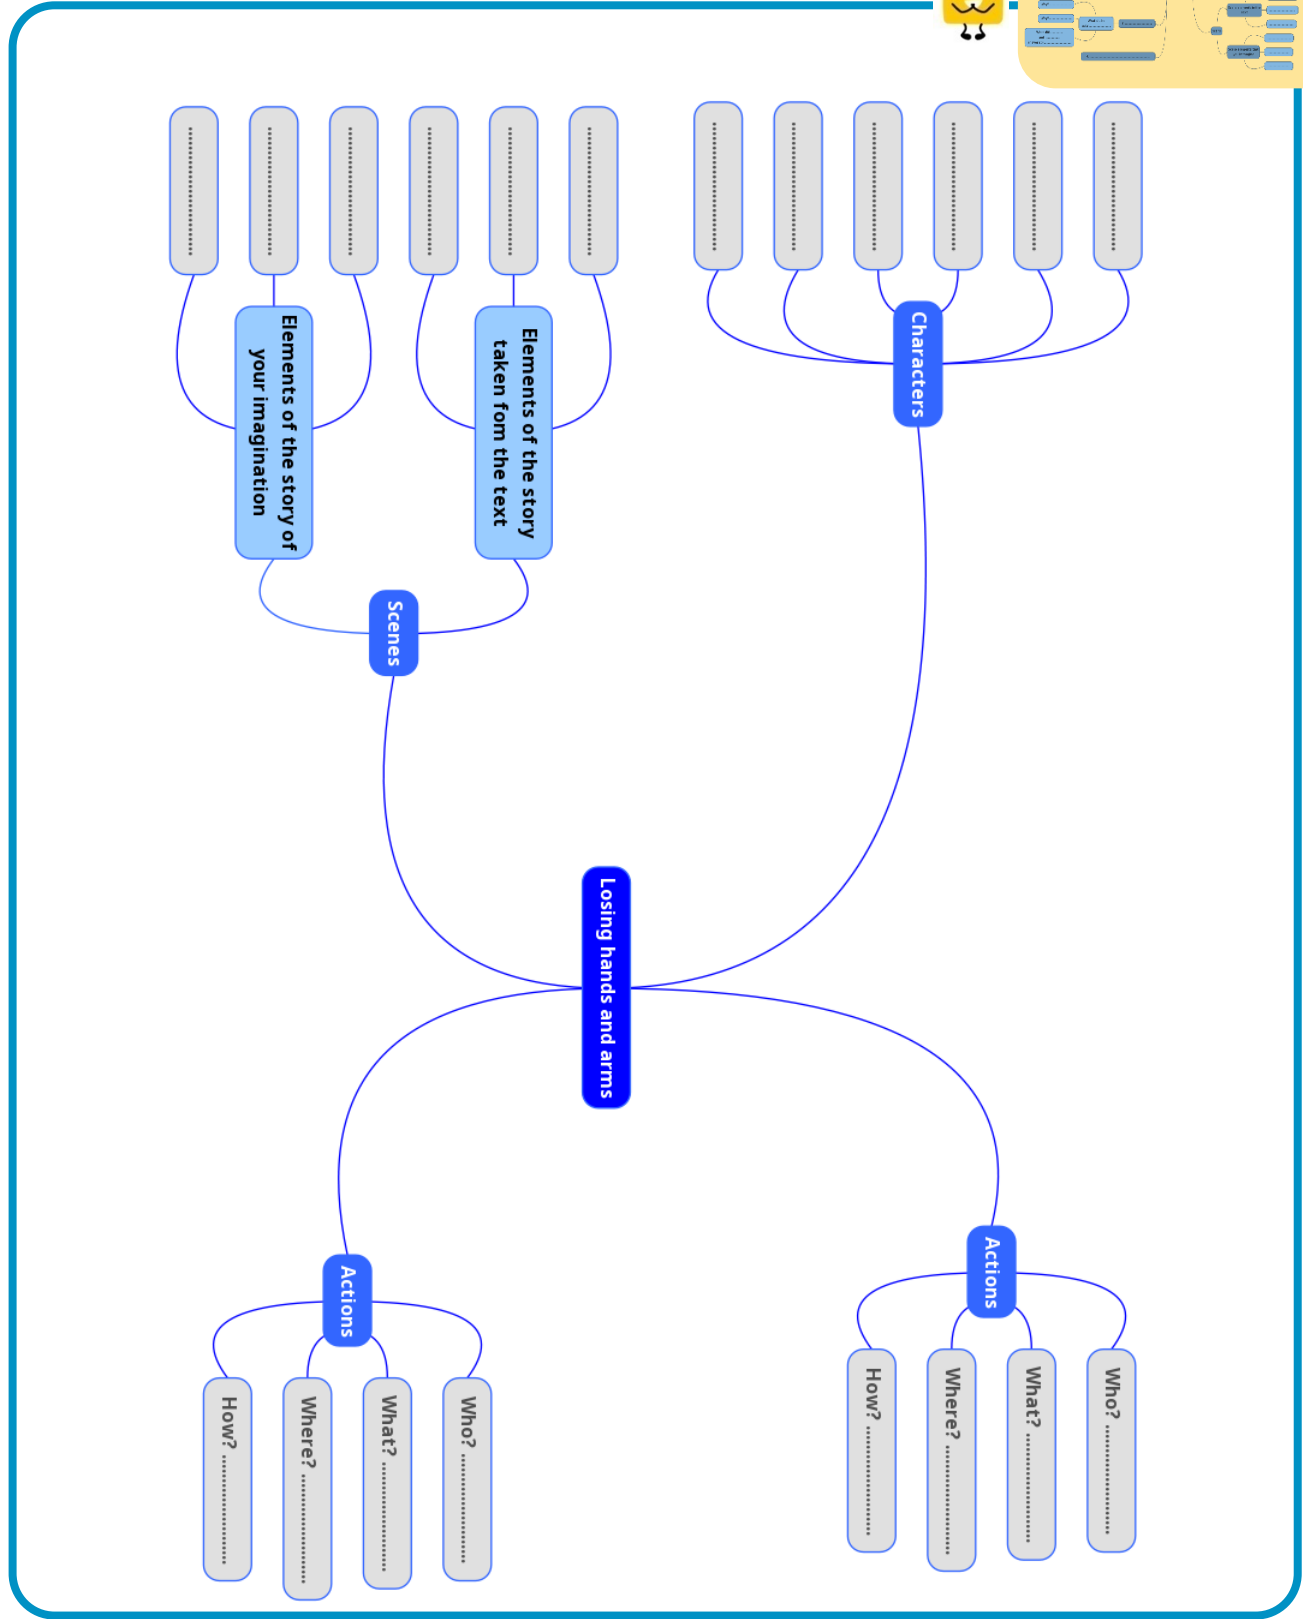 Losing hands and arms
Characters
..............................
..............................
..............................
..............................
..............................
..............................
Scenes
Elements of the story
taken fom the text
..............................
..............................
..............................
Elements of the story of
your imagination
..............................
..............................
..............................
Actions
Who? .........................
What? .........................
Where? .........................
How? .........................
Actions
Who? .........................
What? .........................
Where? .........................
How? .........................